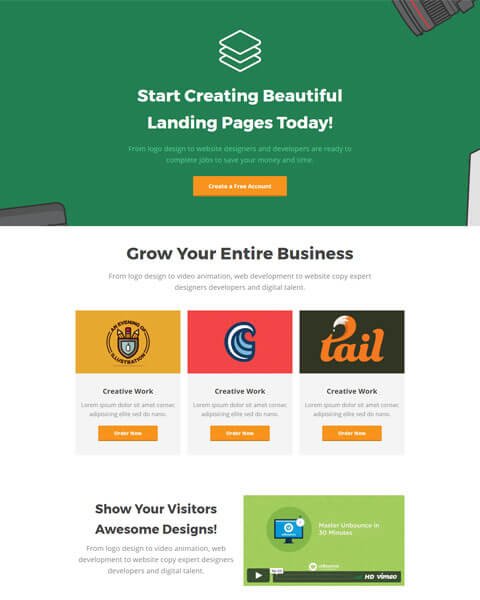 Start Creating Beautiful
Landing Pages Today!
From logo design to website designers and developers are ready to
complete jobs to save your money and time.
Create a Free Account
Grow Your Entire Business
From logo design to video animation, web development to website copy expert
designers developers and digital talent.
AN EVENING OF
ILLUSTRATION
Tail
Creative Work
Lorem ipsum dolor sit amet consec
adipisicing elite sed do nano.
Order Now
Creative Work
Lorem ipsum dolor sit amet consec
adipisicing elite sed do nano.
Order Now
Creative Work
Lorem ipsum dolor sit amet consec
adipisicing elite sed do nano.
Order Now
Show Your Visitors
Awesome Designs!
From logo design to video animation, web
development to website copy expert designers
developers and digital talent.
Master Unbounce in
30 Minutes
unbounce
HD vimeo